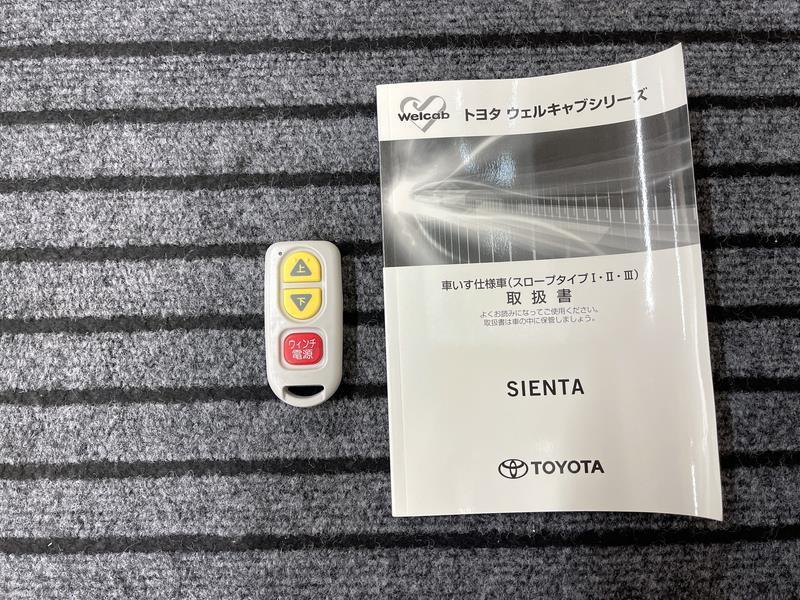 上
下
ウィンチ
電源
Welcab トヨタ ウェルキャブシリーズ
車いす仕様車(スロープタイプⅠ・Ⅱ・Ⅲ)
取扱書
よくお読みになってご使用ください。
取扱書は車の中に保管しましょう。
SIENTA
TOYOTA